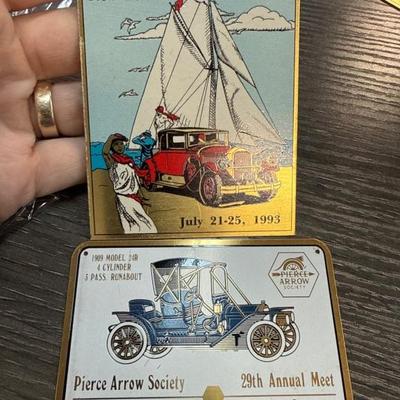 July 21-25, 1993
1909 MODEL 24R
4 CYLINDER
3 PASS. RUNABOUT
PIERCE
ARROW
SOCIETY
Pierce Arrow Society 29th Annual Meet